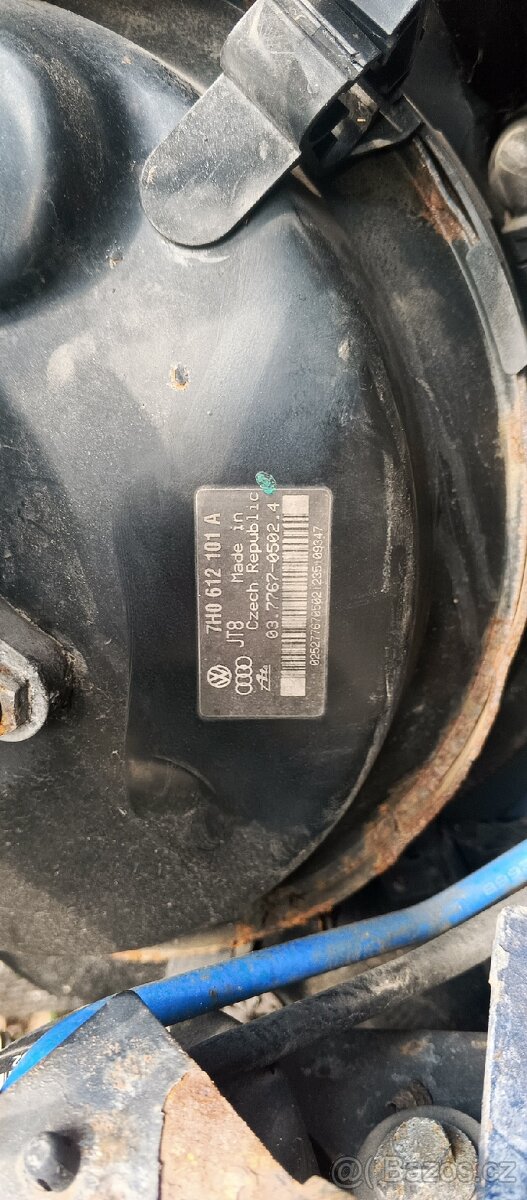 7H0 612 101 A
JT8 Made in
Czech Republic
03.7767-0502.4
0252776705021235109347
@ Bazos.cz